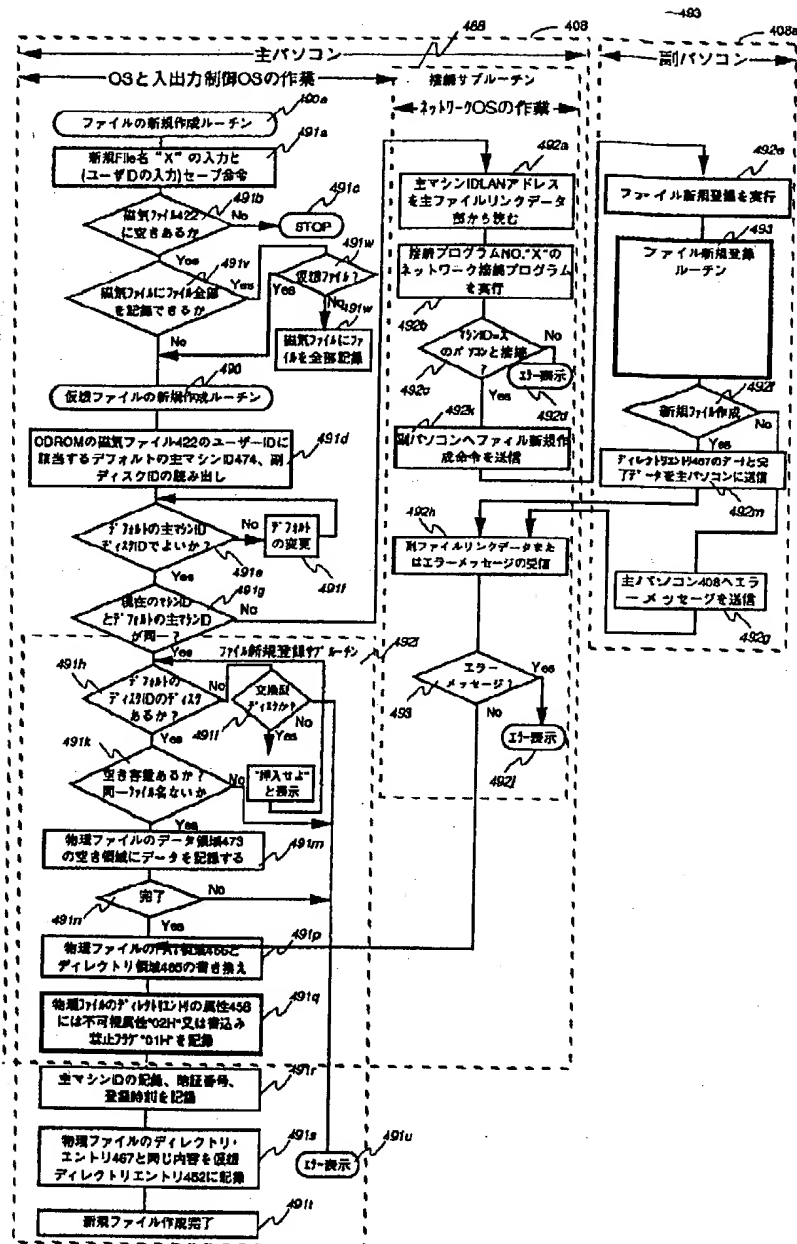 493
488
408
408a
主パソコン
副パソコン
OSと入出力制御OSの作業
接続サブルーチン
ネットワークOSの作業
ファイルの新規作成ルーチン
490a
491a
新規File名 “X” の入力と
(ユーザIDの入力)セーブ命令
491b
磁気ファイル422
に空きあるか
No
491c
STOP
Yes
491v
磁気ファイルにファイル全部
を記録できるか
Yes
No
491w
仮想ファイル?
Yes
No
491w
磁気ファイルにファ
イルを全部記録
490
仮想ファイルの新規作成ルーチン
491d
CDROMの磁気ファイル422のユーザーIDに
該当するデフォルトの主マシンID474、副
ディスクIDの読み出し
デフォルトの主マシンID
ディスクIDでよいか?
491e
No
デフォルト
の変更
491f
Yes
491g
現在のマシンID
とデフォルトの主マシンID
が同一?
No
Yes
ファイル新規登録サブルーチン
492l
491h
デフォルトの
ディスクIDのディスク
あるか?
No
交換型
ディスクか?
491i
No
Yes
"挿入せよ"
と表示
Yes
491k
空き容量あるか?
同一ファイル名ないか
No
Yes
491m
物理ファイルのデータ領域473
の空き領域にデータを記録する
完了
491n
No
Yes
491p
物理ファイルのFAT領域466と
ディレクトリ領域465の書き換え
491q
物理ファイルのディレクトリエントリの属性458
には不可視属性"02H"又は書込み
禁止フラグ"01H"を記録
491r
主マシンIDの記録、暗証番号、
登録時刻を記録
491s
物理ファイルのディレクトリ・
エントリ467と同じ内容を仮想
ディレクトリエントリ452に記録
491t
新規ファイル作成完了
エラー表示
491u
492a
主マシンIDLANアドレス
を主ファイルリンクデータ
部から読む
接続プログラムNO."X"の
ネットワーク接続プログラム
を実行
492b
マシンID=X
のパソコンと接続
?
492c
No
エラー表示
492d
Yes
492k
副パソコンへファイル新規作
成命令を送信
492h
副ファイルリンクデータまた
はエラーメッセージの受信
エラー
メッセージ?
493
Yes
No
エラー表示
492j
492e
ファイル新規登録を実行
493
ファイル新規登録
ルーチン
492f
新規ファイル作成
No
Yes
ディレクトリエントリ467のデータと完
了データを主パソコンに送信
492m
主パソコン408へエラ
ーメッセージを送信
492g